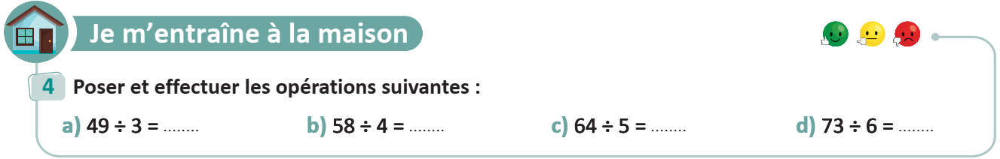 Je m’entraîne à la maison
4 Poser et effectuer les opérations suivantes :
a) 49 ÷ 3 = ........ b) 58 ÷ 4 = ........ c) 64 ÷ 5 = ........ d) 73 ÷ 6 = ........